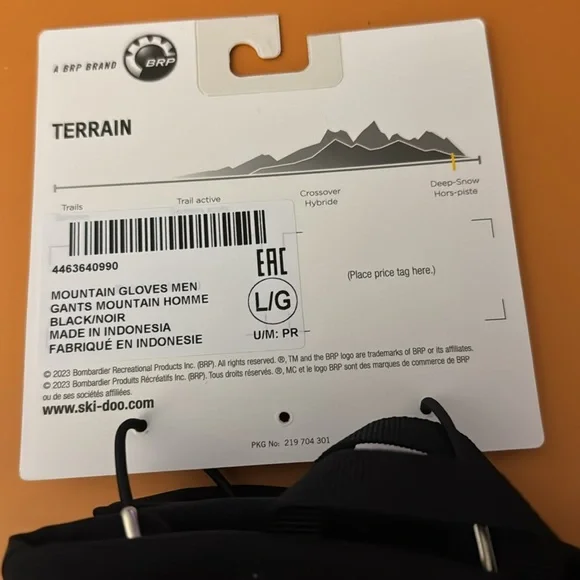 A BRP BRAND
BRP
TERRAIN
Trails
Trail active
Crossover
Hybride
Deep-Snow
Hors-piste
4463640990
EAC
MOUNTAIN GLOVES MEN
GANTS MOUNTAIN HOMME
BLACK/NOIR
MADE IN INDONESIA
FABRIQUÉ EN INDONESIE
L/G
U/M: PR
(Place price tag here.)
© 2023 Bombardier Recreational Products Inc. (BRP). All rights reserved. ®, TM and the BRP logo are trademarks of BRP or its affiliates.
© 2023 Bombardier Produits Récréatifs Inc. (BRP). Tous droits réservés. ®, MC et le logo BRP sont des marques de commerce de BRP
ou de ses sociétés affiliées.
www.ski-doo.com
PKG No: 219 704 301